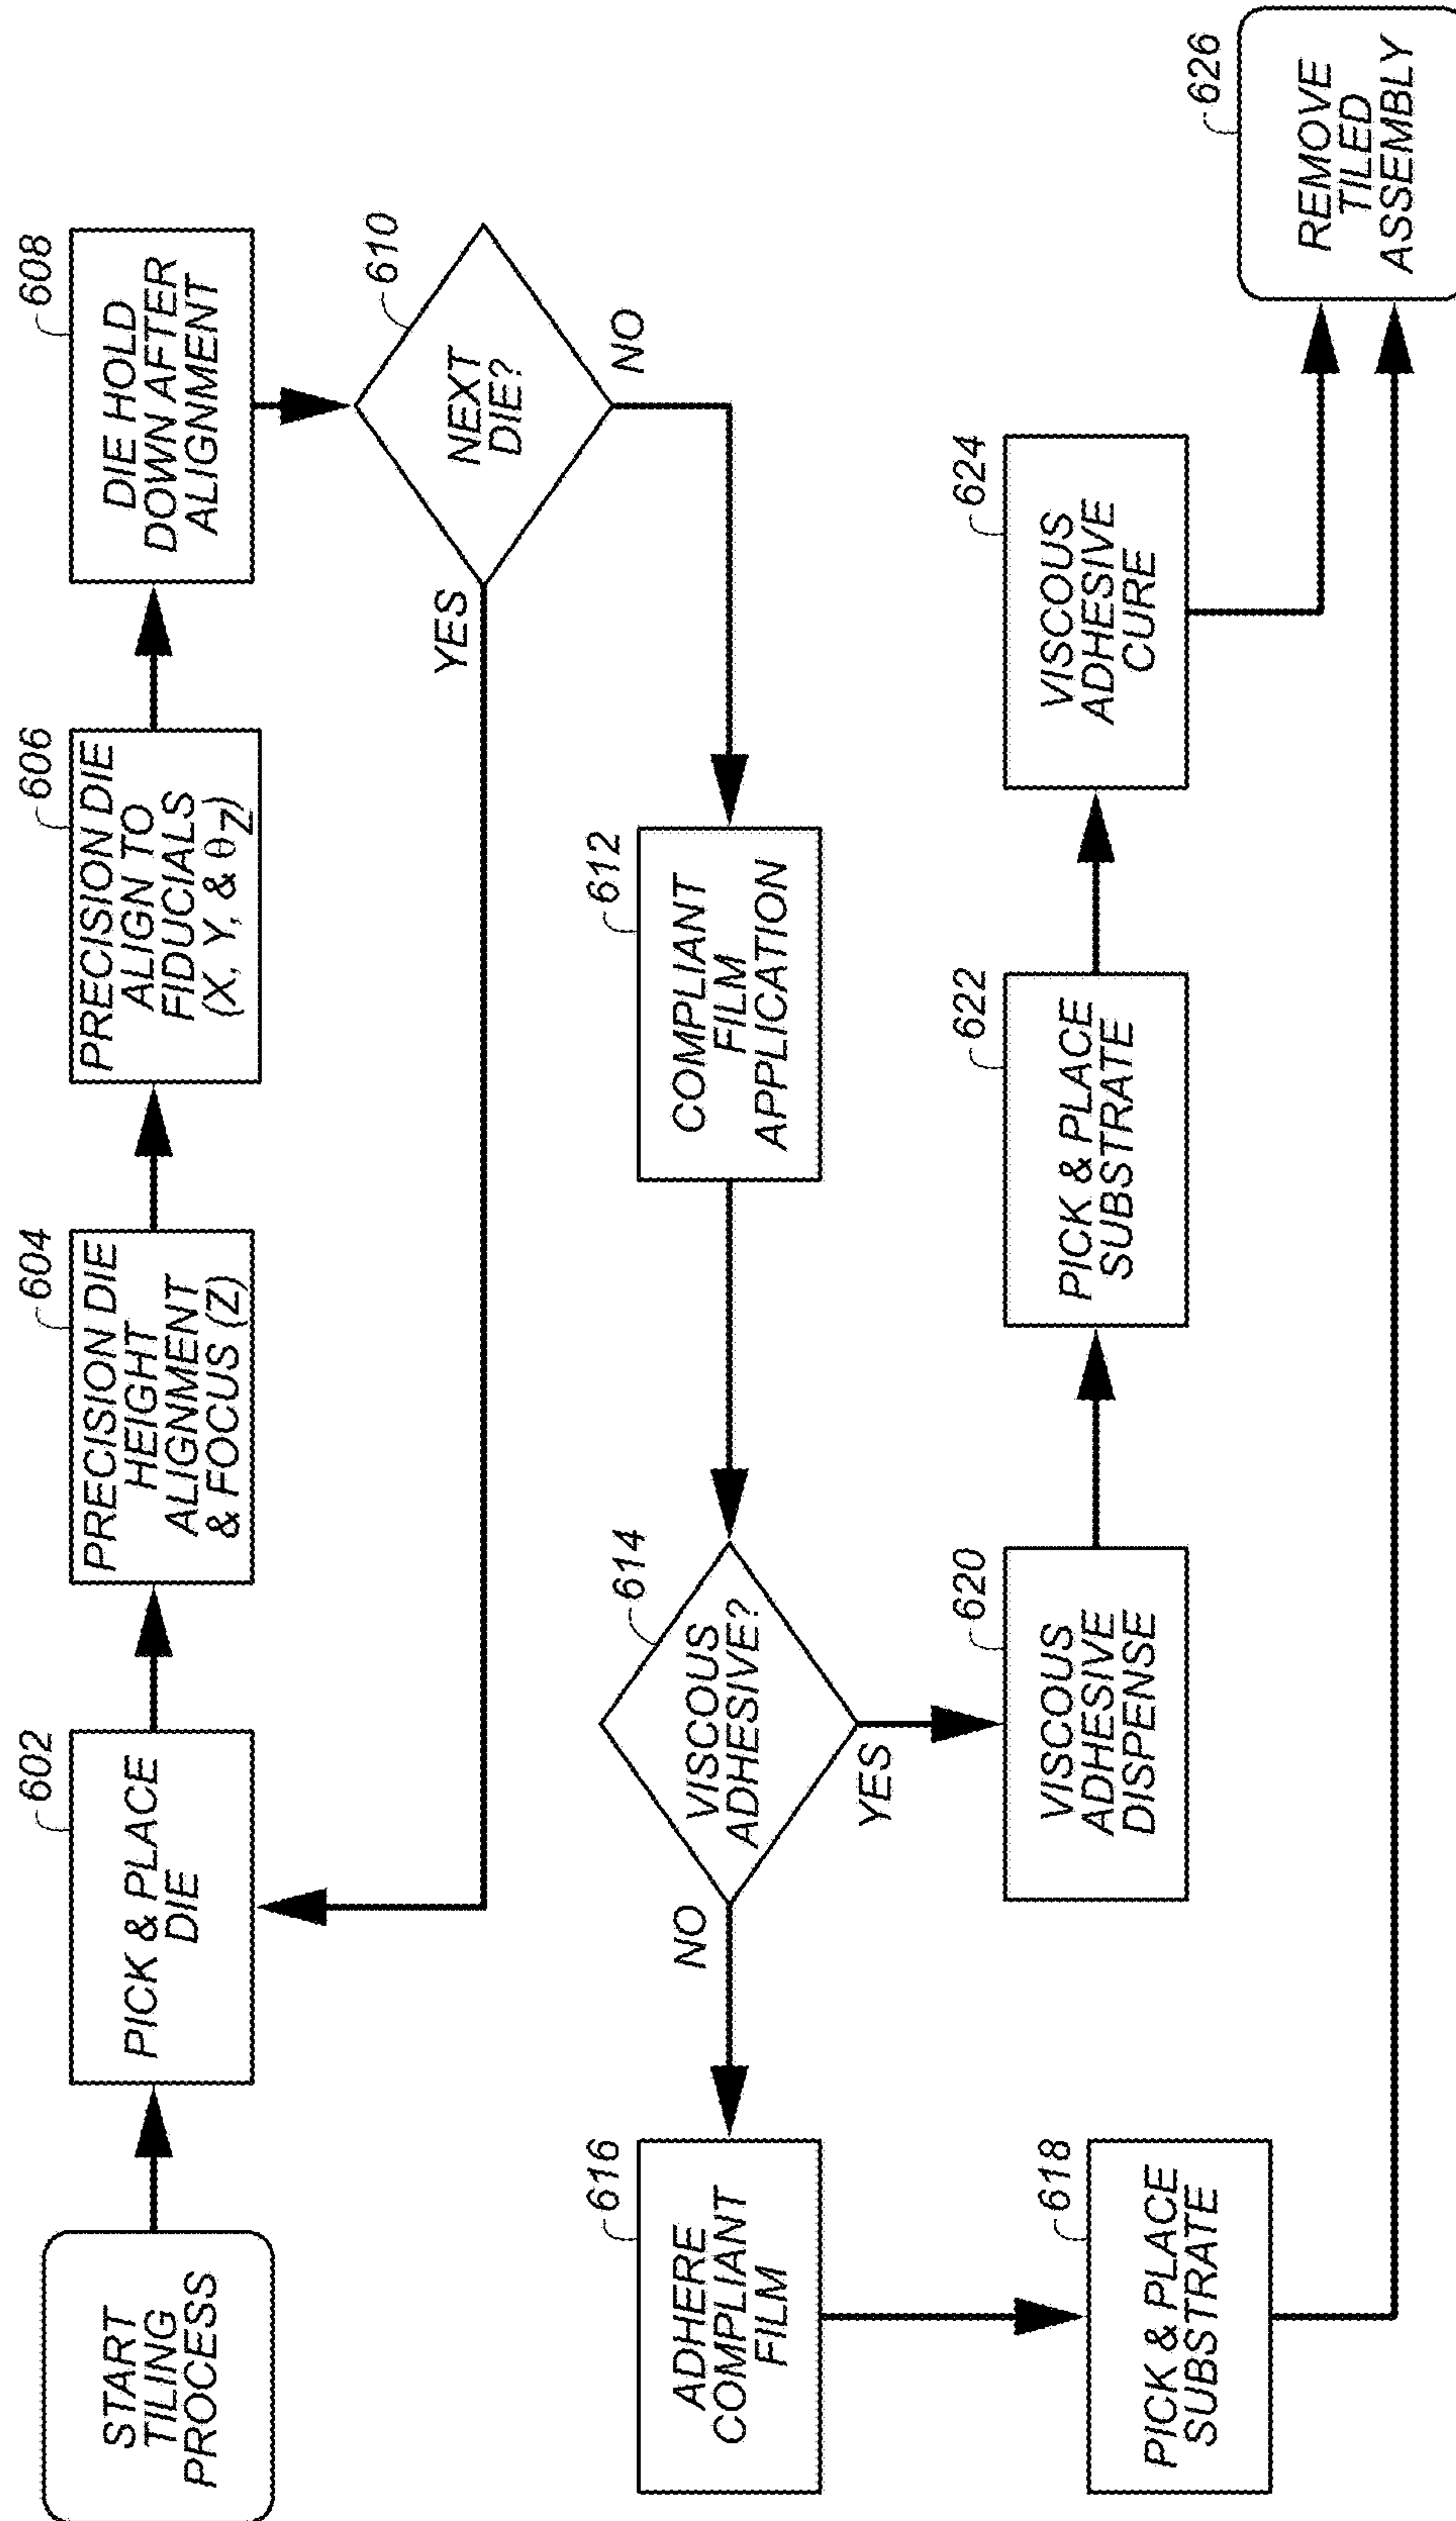 START
TILING
PROCESS
602
PICK & PLACE
DIE
604
PRECISION DIE
HEIGHT
ALIGNMENT
& FOCUS (Z)
606
PRECISION DIE
ALIGN TO
FIDUCIALS
(X, Y, & θZ)
608
DIE HOLD
DOWN AFTER
ALIGNMENT
610
NEXT
DIE?
YES
NO
612
COMPLIANT
FILM
APPLICATION
614
VISCOUS
ADHESIVE?
NO
YES
616
ADHERE
COMPLIANT
FILM
618
PICK & PLACE
SUBSTRATE
620
VISCOUS
ADHESIVE
DISPENSE
622
PICK & PLACE
SUBSTRATE
624
VISCOUS
ADHESIVE
CURE
626
REMOVE
TILED
ASSEMBLY